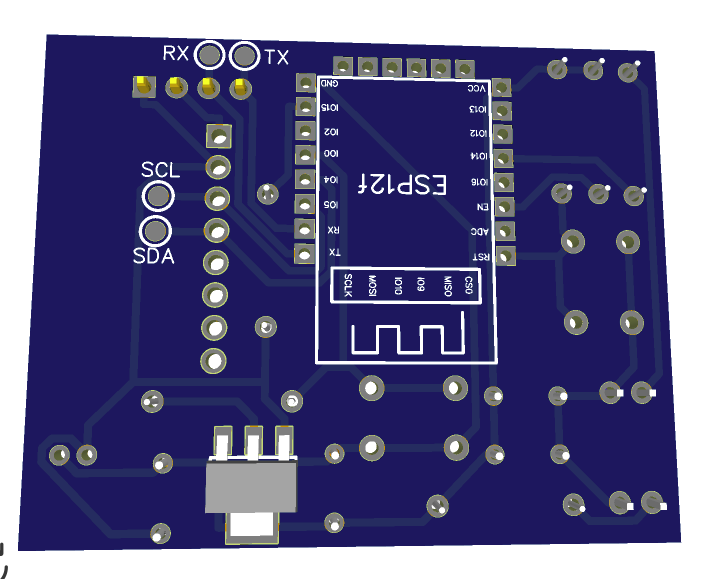 RX TX
SCL
SDA
GND
IO15
IO2
IO0
IO4
IO5
RX
TX
VCC
IO13
IO12
IO14
IO16
EN
ADC
RST
ESP12f
SCLK
MOSI
IO10
IO9
MISO
CS0